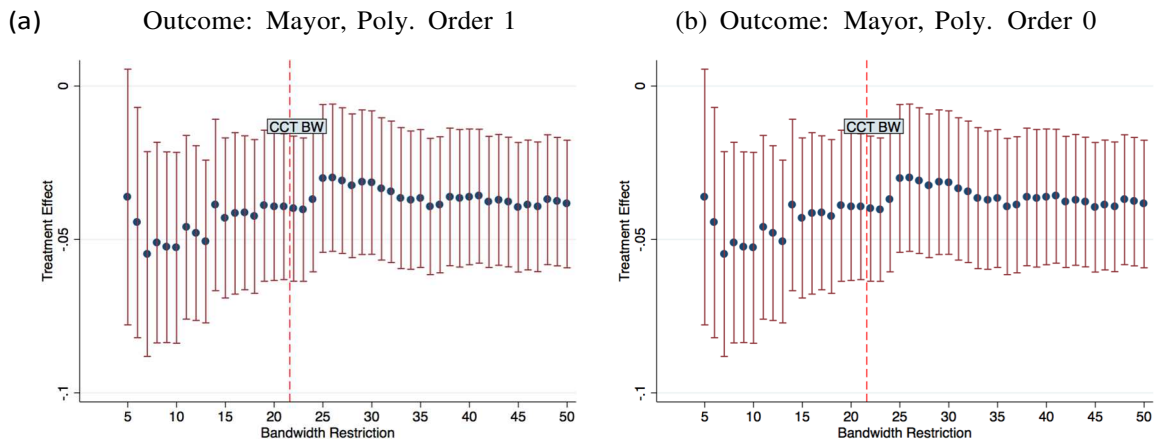 (a) Outcome: Mayor, Poly. Order 1
0
-.05
-.1
Treatment Effect
CCT BW
5 10 15 20 25 30 35 40 45 50
Bandwidth Restriction
(b) Outcome: Mayor, Poly. Order 0
0
-.05
-.1
Treatment Effect
CCT BW
5 10 15 20 25 30 35 40 45 50
Bandwidth Restriction